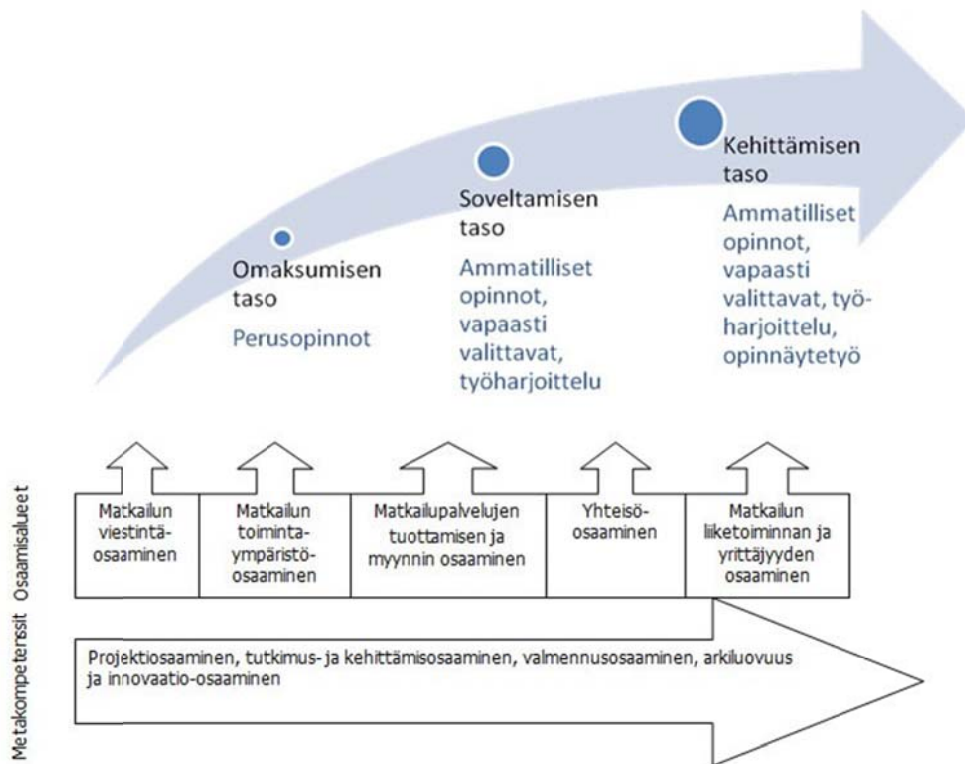 Omaksumisen
taso
Perusopinnot
Soveltamisen
taso
Ammatilliset
opinnot,
vapaasti
valittavat,
työharjoittelu
Kehittämisen
taso
Ammatilliset
opinnot,
vapaasti
valittavat, työ-
harjoittelu,
opinnäytetyö
Osaamisalueet
Matkailun
viestintä-
osaaminen
Matkailun
toiminta-
ympäristö-
osaaminen
Matkailupalvelujen
tuottamisen ja
myynnin osaaminen
Yhteisö-
osaaminen
Matkailun
liiketoiminnan ja
yrittäjyyden
osaaminen
Metakompetenssit
Projektiosaaminen, tutkimus- ja kehittämisosaaminen, valmennusosaaminen, arkiluovuus
ja innovaatio-osaaminen